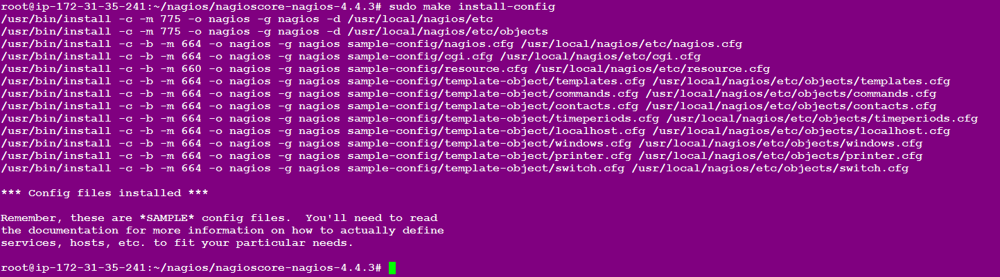 root@ip-172-31-35-241:~/nagios/nagioscore-nagios-4.4.3# sudo make install-config
/usr/bin/install -c -m 775 -o nagios -g nagios -d /usr/local/nagios/etc
/usr/bin/install -c -m 775 -o nagios -g nagios -d /usr/local/nagios/etc/objects
/usr/bin/install -c -b -m 664 -o nagios -g nagios sample-config/nagios.cfg /usr/local/nagios/etc/nagios.cfg
/usr/bin/install -c -b -m 664 -o nagios -g nagios sample-config/cgi.cfg /usr/local/nagios/etc/cgi.cfg
/usr/bin/install -c -b -m 660 -o nagios -g nagios sample-config/resource.cfg /usr/local/nagios/etc/resource.cfg
/usr/bin/install -c -b -m 664 -o nagios -g nagios sample-config/template-object/templates.cfg /usr/local/nagios/etc/objects/templates.cfg
/usr/bin/install -c -b -m 664 -o nagios -g nagios sample-config/template-object/commands.cfg /usr/local/nagios/etc/objects/commands.cfg
/usr/bin/install -c -b -m 664 -o nagios -g nagios sample-config/template-object/contacts.cfg /usr/local/nagios/etc/objects/contacts.cfg
/usr/bin/install -c -b -m 664 -o nagios -g nagios sample-config/template-object/timeperiods.cfg /usr/local/nagios/etc/objects/timeperiods.cfg
/usr/bin/install -c -b -m 664 -o nagios -g nagios sample-config/template-object/localhost.cfg /usr/local/nagios/etc/objects/localhost.cfg
/usr/bin/install -c -b -m 664 -o nagios -g nagios sample-config/template-object/windows.cfg /usr/local/nagios/etc/objects/windows.cfg
/usr/bin/install -c -b -m 664 -o nagios -g nagios sample-config/template-object/printer.cfg /usr/local/nagios/etc/objects/printer.cfg
/usr/bin/install -c -b -m 664 -o nagios -g nagios sample-config/template-object/switch.cfg /usr/local/nagios/etc/objects/switch.cfg
*** Config files installed ***
Remember, these are *SAMPLE* config files.  You'll need to read
the documentation for more information on how to actually define
services, hosts, etc. to fit your particular needs.
root@ip-172-31-35-241:~/nagios/nagioscore-nagios-4.4.3#